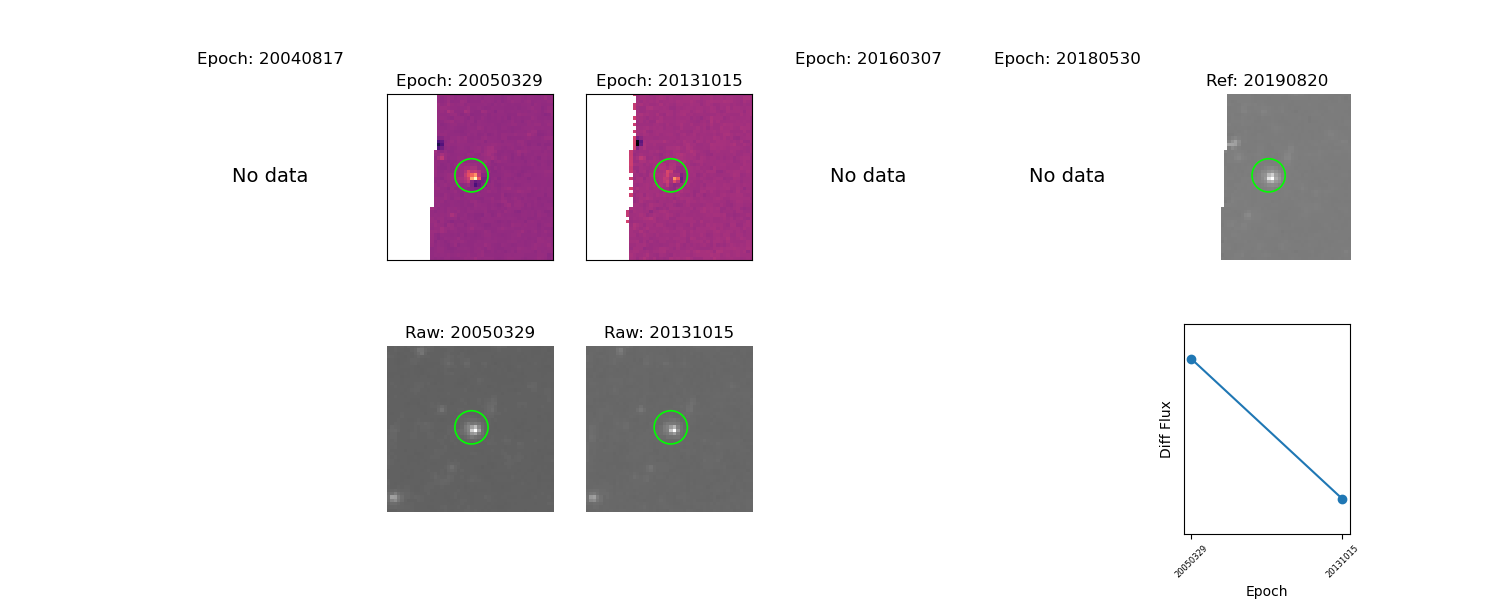 Epoch: 20040817
Epoch: 20050329
Epoch: 20131015
Epoch: 20160307
Epoch: 20180530
Ref: 20190820
No data
No data
No data
Raw: 20050329
Raw: 20131015
Diff Flux
20050329
20131015
Epoch